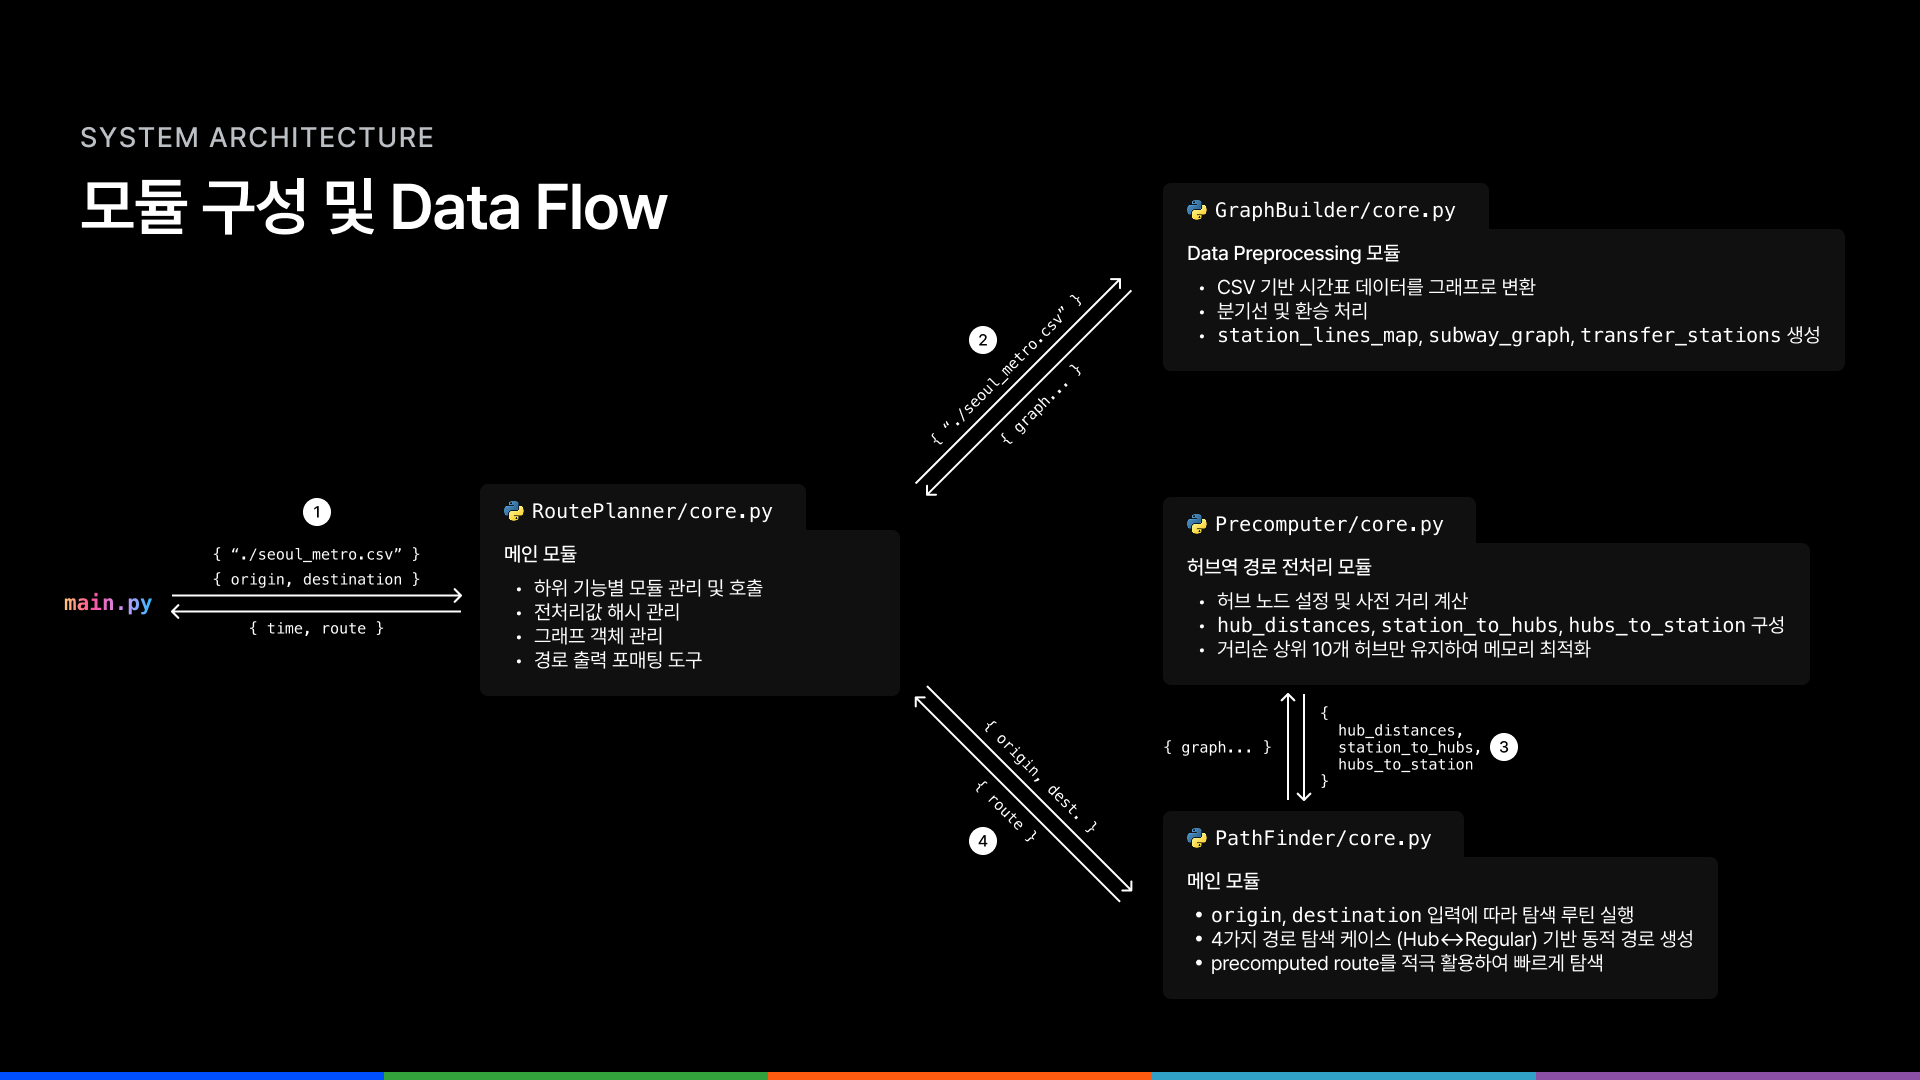 SYSTEM ARCHITECTURE
모듈 구성 및 Data Flow
1
{ “./seoul_metro.csv” }
{ origin, destination }
main.py
{ time, route }
RoutePlanner/core.py
메인 모듈
• 하위 기능별 모듈 관리 및 호출
• 전처리값 해시 관리
• 그래프 객체 관리
• 경로 출력 포매팅 도구
2
{ “./seoul_metro.csv” }
{ graph... }
GraphBuilder/core.py
Data Preprocessing 모듈
• CSV 기반 시간표 데이터를 그래프로 변환
• 분기선 및 환승 처리
• station_lines_map, subway_graph, transfer_stations 생성
Precomputer/core.py
허브역 경로 전처리 모듈
• 허브 노드 설정 및 사전 거리 계산
• hub_distances, station_to_hubs, hubs_to_station 구성
• 거리순 상위 10개 허브만 유지하여 메모리 최적화
{ graph... }
{
hub_distances,
station_to_hubs,
hubs_to_station
}
3
{ origin, dest. }
{ route }
4
PathFinder/core.py
메인 모듈
• origin, destination 입력에 따라 탐색 루틴 실행
• 4가지 경로 탐색 케이스 (Hub↔Regular) 기반 동적 경로 생성
• precomputed route를 적극 활용하여 빠르게 탐색